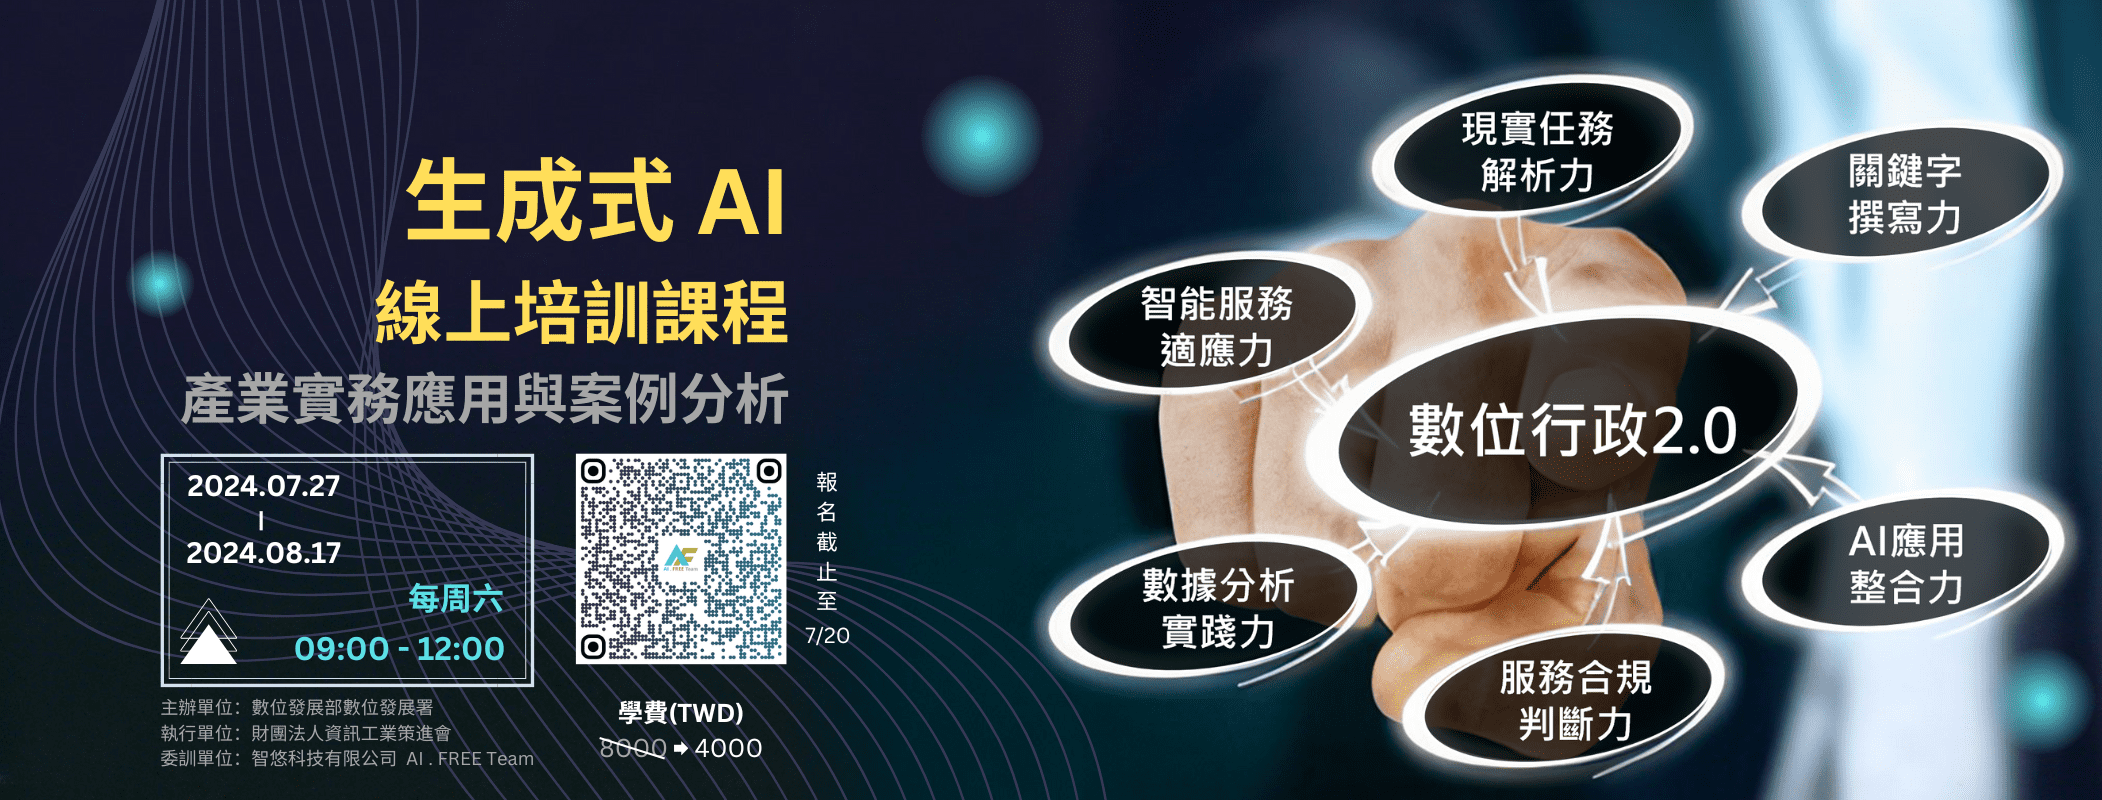 生成式 AI
線上培訓課程
產業實務應用與案例分析
2024.07.27
|
2024.08.17
每周六
09:00 - 12:00
AI . FREE Team
報名截止至
7/20
主辦單位：數位發展部數位發展署
執行單位：財團法人資訊工業策進會
委訓單位：智悠科技有限公司 AI . FREE Team
學費(TWD)
8000 ➡ 4000
現實任務
解析力
關鍵字
撰寫力
智能服務
適應力
數位行政2.0
AI應用
整合力
數據分析
實踐力
服務合規
判斷力